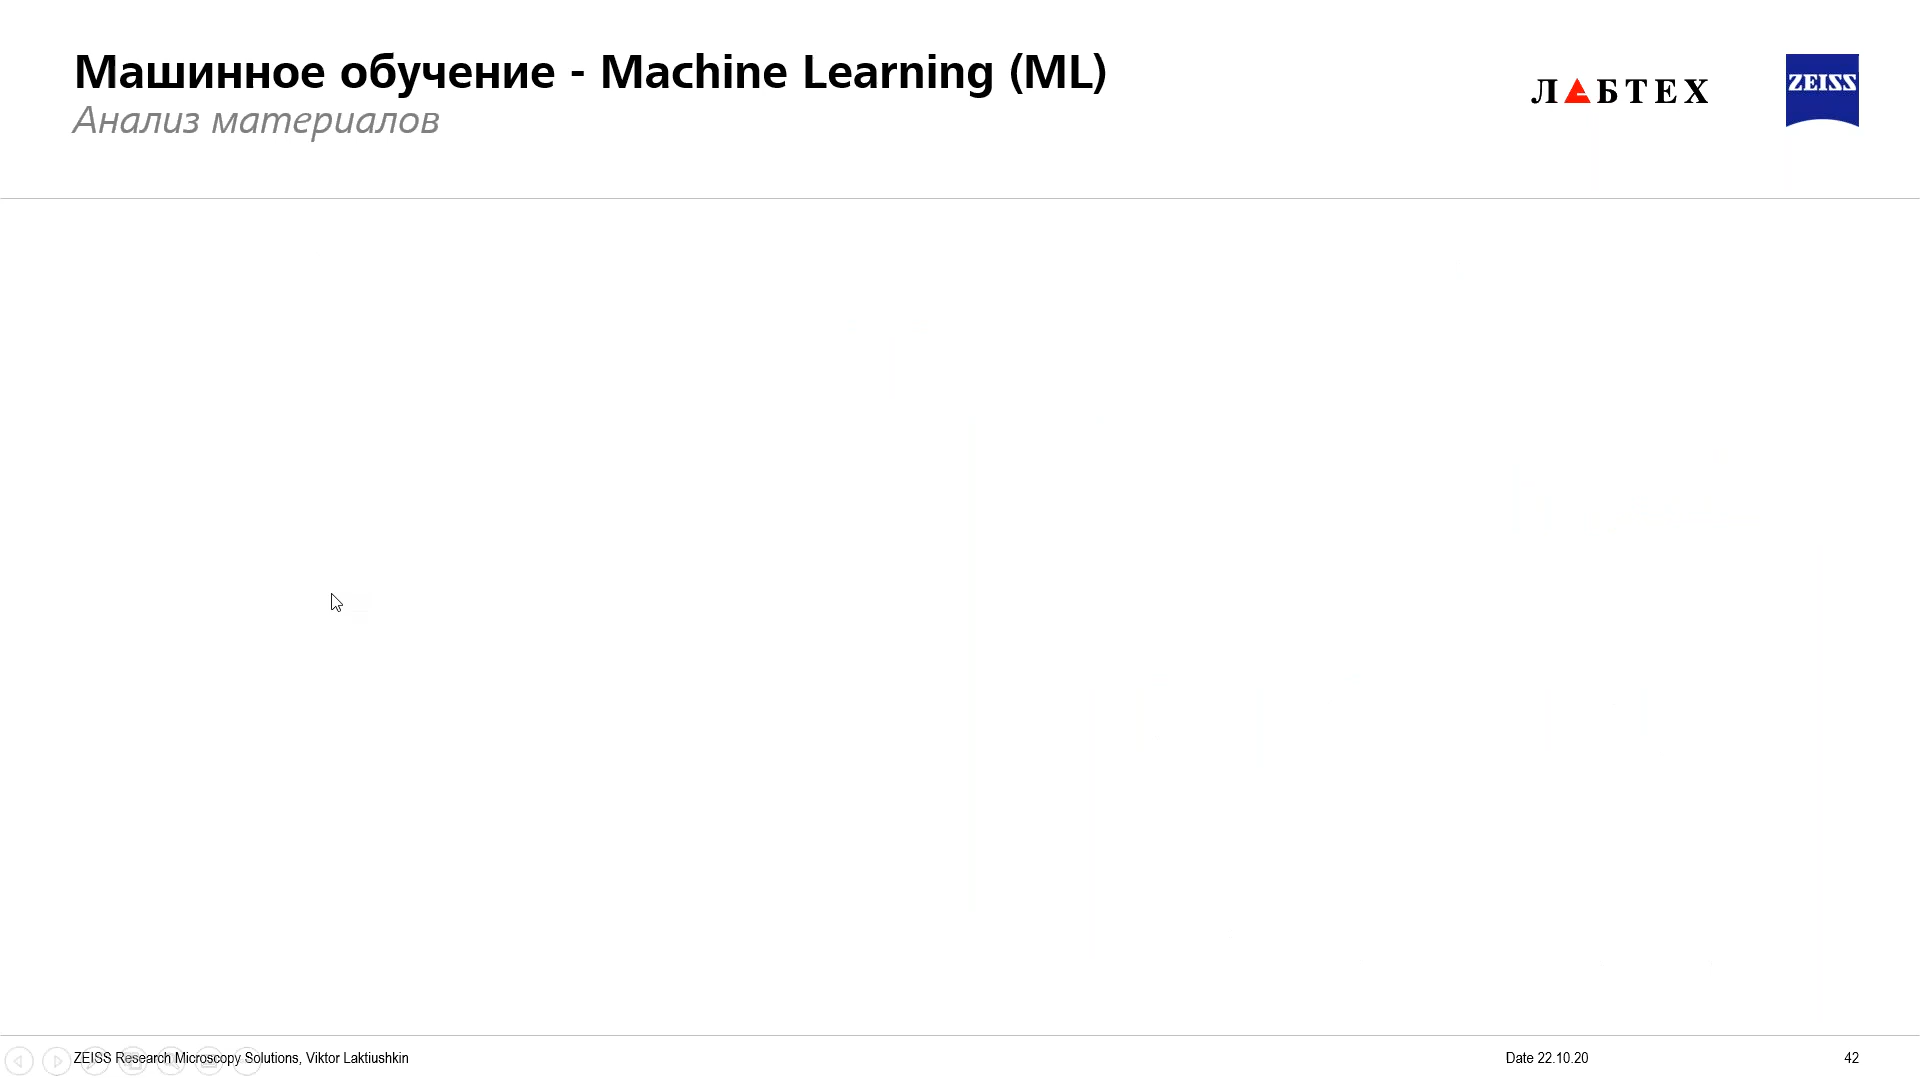 Машинное обучение - Machine Learning (ML)
Анализ материалов
ЛАБТЕХ
ZEISS
ZEISS Research Microscopy Solutions, Viktor Laktiushkin
Date 22.10.20
42